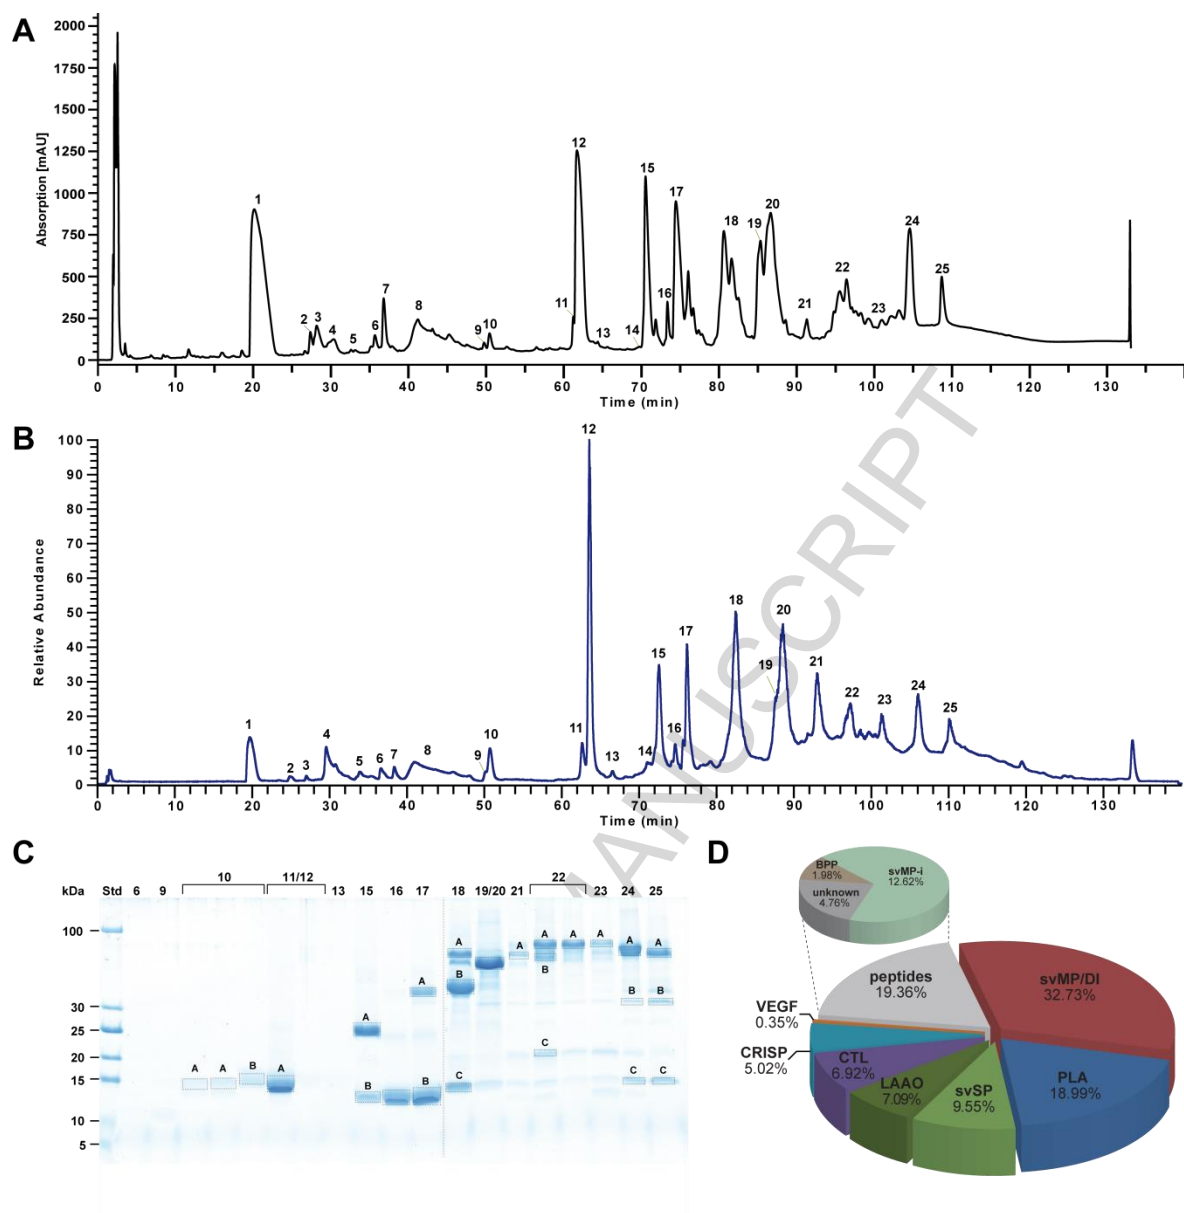 A
2000
1750
1500
1250
1000
750
500
250
0
Absorption [mAU]
1
2
3
4
5
6
7
8
9
10
11
12
13
14
15
16
17
18
19
20
21
22
23
24
25
0 10 20 30 40 50 60 70 80 90 100 110 120 130
Time (min)
B
100
90
80
70
60
50
40
30
20
10
0
Relative Abundance
1
2
3
4
5
6
7
8
9
10
11
12
13
14
15
16
17
18
19
20
21
22
23
24
25
0 10 20 30 40 50 60 70 80 90 100 110 120 130
Time (min)
MANUSCRIPT
C
kDa Std 6 9 10 11/12 13 15 16 17 18 19/20 21 22 23 24 25
100
30
25
20
15
10
5
A A B A
A B
A B
A B C
A
A B C
A
A
A B C
A B C
D
BPP
1.98%
svMP-i
12.62%
unknown
4.76%
peptides
19.36%
svMP/DI
32.73%
VEGF
0.35%
CRISP
5.02%
CTL
6.92%
LAAO
7.09%
svSP
9.55%
PLA
18.99%